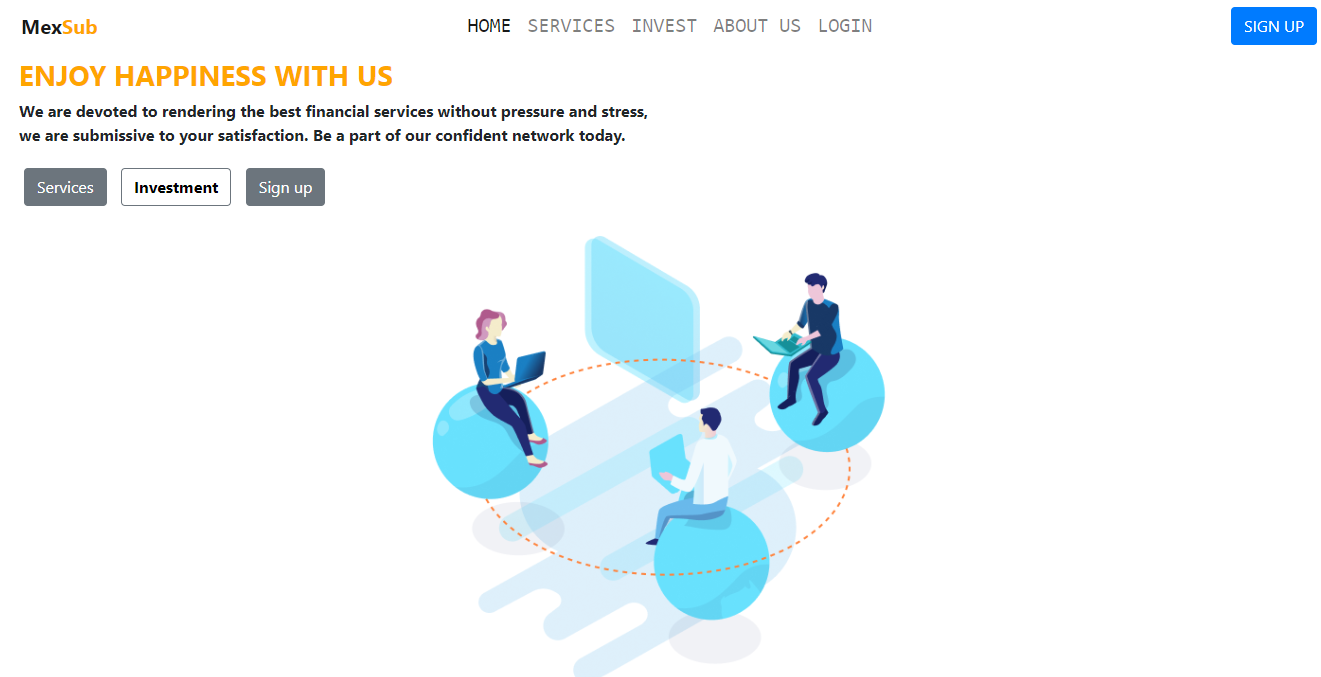 MexSub
HOME SERVICES INVEST ABOUT US LOGIN
SIGN UP
ENJOY HAPPINESS WITH US
We are devoted to rendering the best financial services without pressure and stress,
we are submissive to your satisfaction. Be a part of our confident network today.
Services
Investment
Sign up